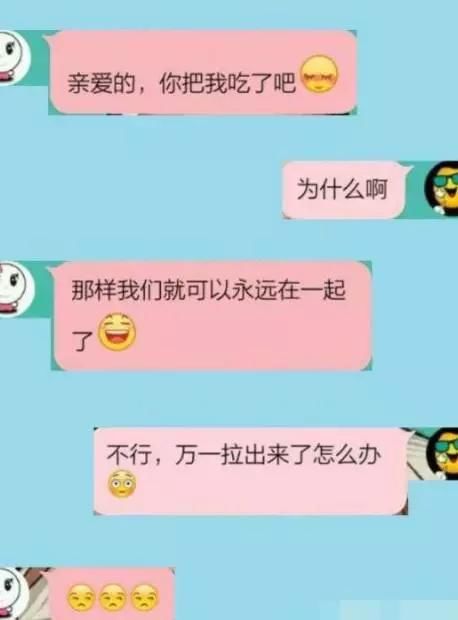 亲爱的，你把我吃了吧
为什么啊
那样我们就可以永远在一起
了
不行，万一拉出来了怎么办